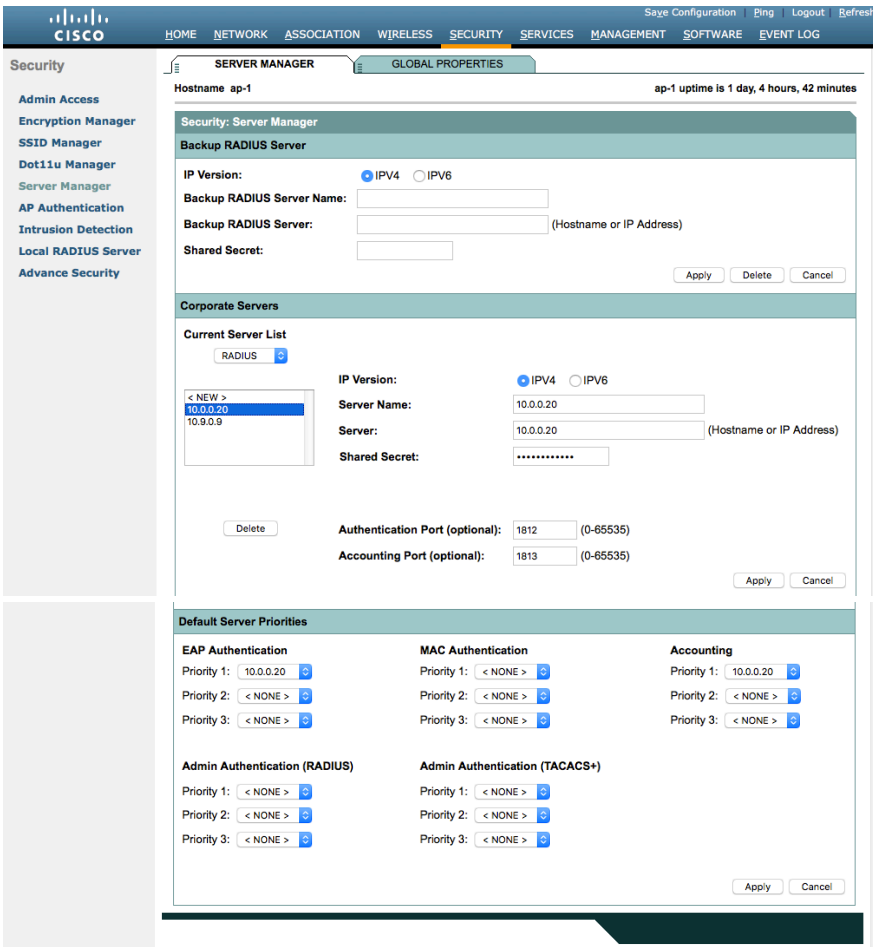 Save Configuration | Ping | Logout | Refresh
CISCO HOME NETWORK ASSOCIATION WIRELESS SECURITY SERVICES MANAGEMENT SOFTWARE EVENT LOG
Security
Admin Access
Encryption Manager
SSID Manager
Dot11u Manager
Server Manager
AP Authentication
Intrusion Detection
Local RADIUS Server
Advance Security
SERVER MANAGER GLOBAL PROPERTIES
Hostname ap-1 ap-1 uptime is 1 day, 4 hours, 42 minutes
Security: Server Manager
Backup RADIUS Server
IP Version: IPV4 IPV6
Backup RADIUS Server Name:
Backup RADIUS Server: (Hostname or IP Address)
Shared Secret:
Apply Delete Cancel
Corporate Servers
Current Server List
RADIUS
< NEW >
10.0.0.20
10.9.0.9
Delete
IP Version: IPV4 IPV6
Server Name: 10.0.0.20
Server: 10.0.0.20 (Hostname or IP Address)
Shared Secret: ••••••••••••
Authentication Port (optional): 1812 (0-65535)
Accounting Port (optional): 1813 (0-65535)
Apply Cancel
Default Server Priorities
EAP Authentication MAC Authentication Accounting
Priority 1: 10.0.0.20 Priority 1: < NONE > Priority 1: 10.0.0.20
Priority 2: < NONE > Priority 2: < NONE > Priority 2: < NONE >
Priority 3: < NONE > Priority 3: < NONE > Priority 3: < NONE >
Admin Authentication (RADIUS) Admin Authentication (TACACS+)
Priority 1: < NONE > Priority 1: < NONE >
Priority 2: < NONE > Priority 2: < NONE >
Priority 3: < NONE > Priority 3: < NONE >
Apply Cancel